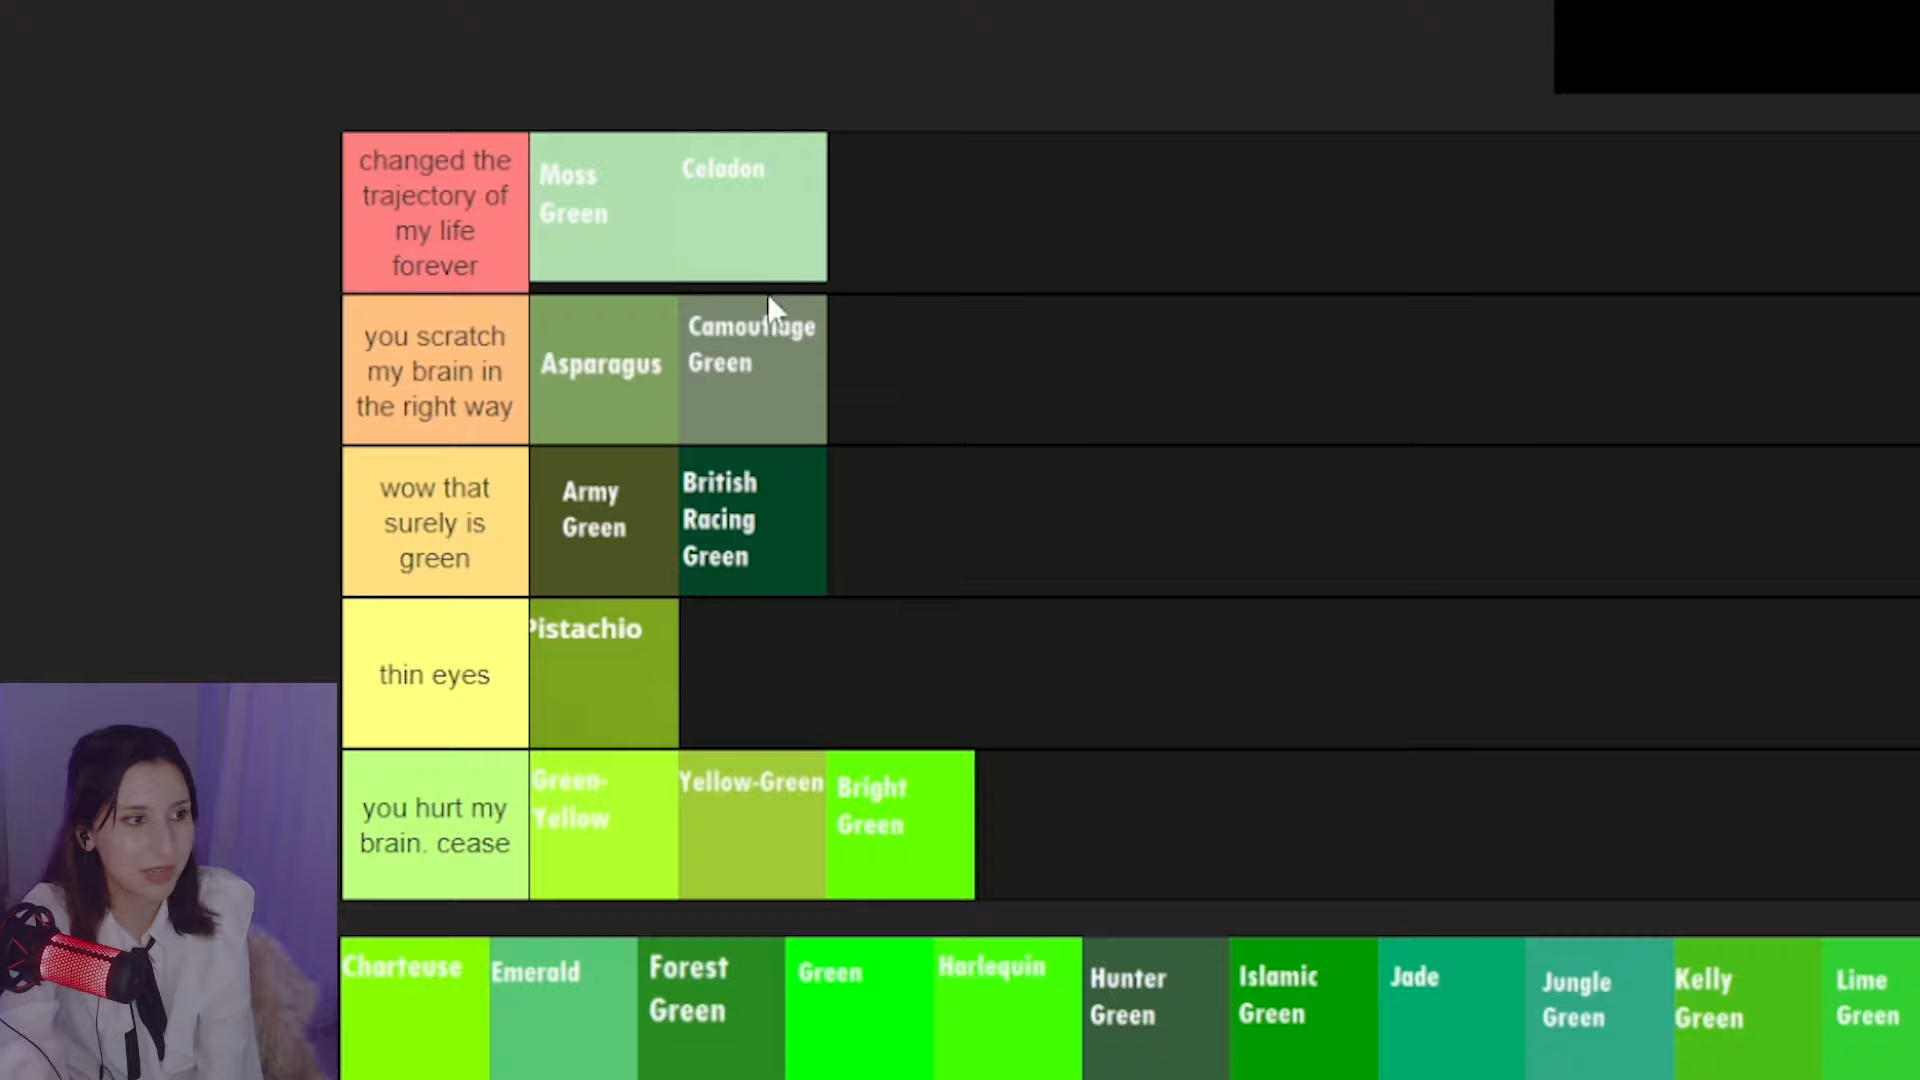 changed the
trajectory of
my life
forever
Moss
Green
Celadon
you scratch
my brain in
the right way
Asparagus
Camouflage
Green
wow that
surely is
green
Army
Green
British
Racing
Green
thin eyes
Pistachio
you hurt my
brain. cease
Green-
Yellow
Yellow-Green
Bright
Green
Charteuse
Emerald
Forest
Green
Green
Harlequin
Hunter
Green
Islamic
Green
Jade
Jungle
Green
Kelly
Green
Lime
Green